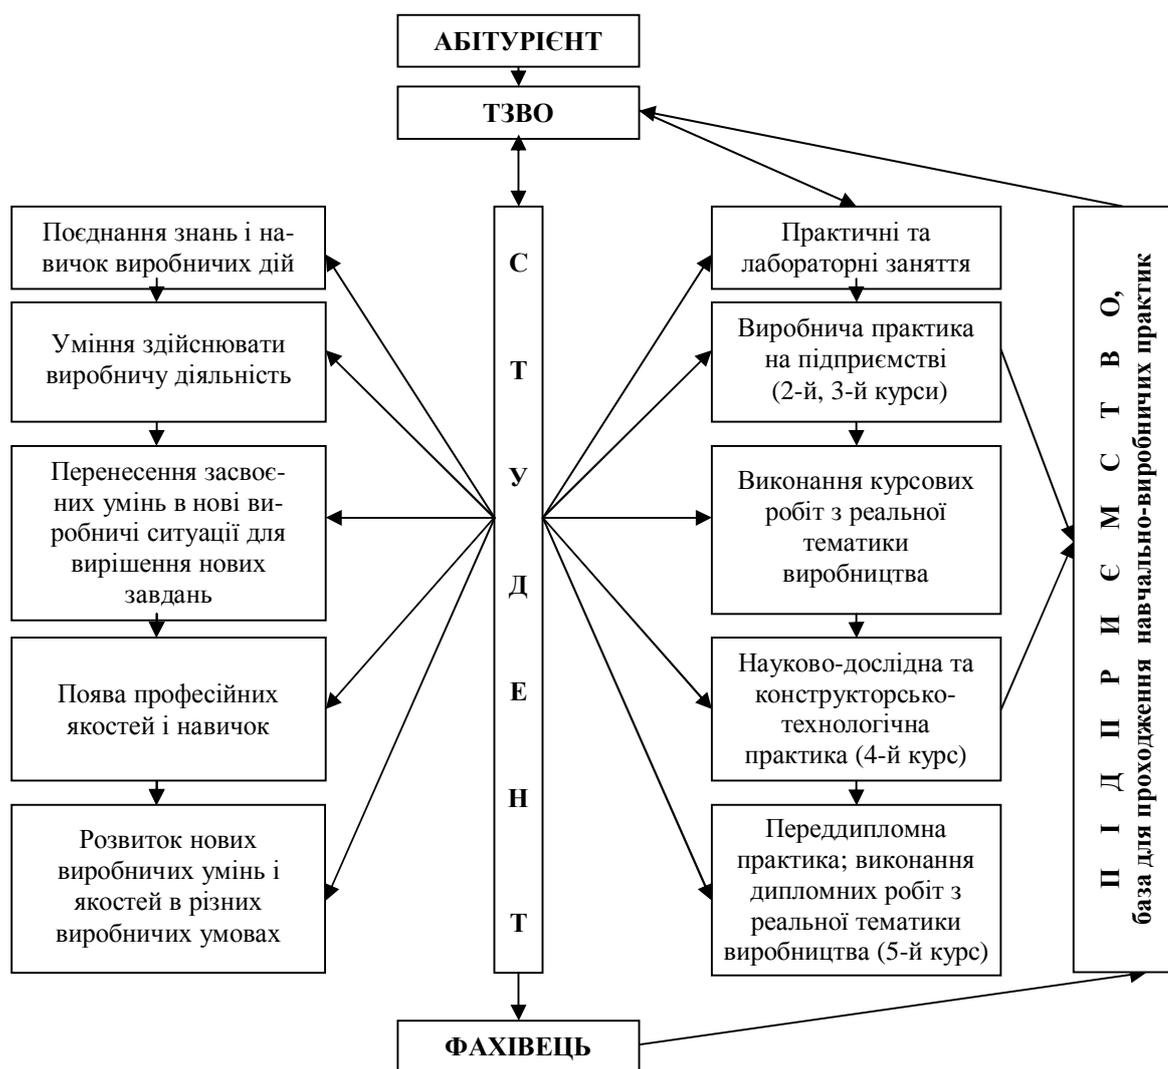 АБІТУРІЄНТ
ТЗВО
Поєднання знань і на-
вичок виробничих дій
Уміння здійснювати
виробничу діяльність
Перенесення засвоє-
них умінь в нові ви-
робничі ситуації для
вирішення нових
завдань
Поява професійних
якостей і навичок
Розвиток нових
виробничих умінь і
якостей в різних
виробничих умовах
С Т У Д Е Н Т
Практичні та
лабораторні заняття
Виробнича практика
на підприємстві
(2-й, 3-й курси)
Виконання курсових
робіт з реальної
тематики
виробництва
Науково-дослідна та
конструкторсько-
технологічна
практика (4-й курс)
Переддипломна
практика; виконання
дипломних робіт з
реальної тематики
виробництва (5-й курс)
П І Д П Р И Є М С Т В О,
база для проходження навчально-виробничих практик
ФАХІВЕЦЬ